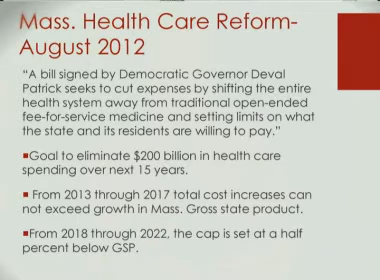 Mass. Health Care Reform-
August 2012
“A bill signed by Democratic Governor Deval
Patrick seeks to cut expenses by shifting the entire
health system away from traditional open-ended
fee-for-service medicine and setting limits on what
the state and its residents are willing to pay.”
▪Goal to eliminate $200 billion in health care
spending over next 15 years.
▪ From 2013 through 2017 total cost increases can
not exceed growth in Mass. Gross state product.
▪From 2018 through 2022, the cap is set at a half
percent below GSP.